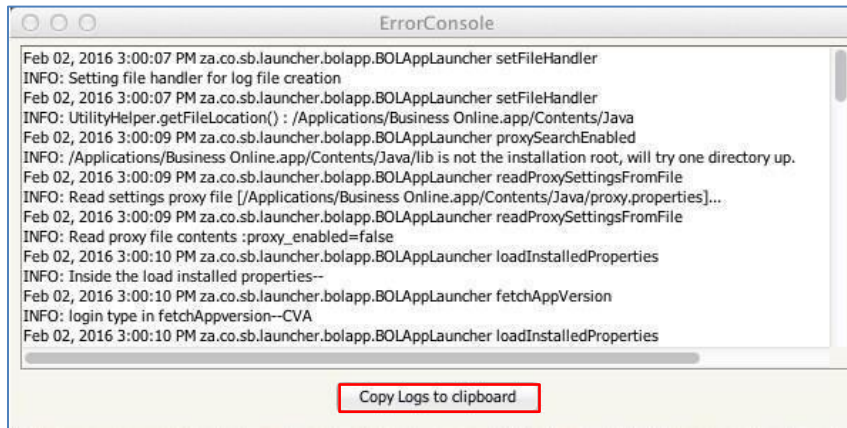 ErrorConsole
Feb 02, 2016 3:00:07 PM za.co.sb.launcher.bolapp.BOLAppLauncher setFileHandler
INFO: Setting file handler for log file creation
Feb 02, 2016 3:00:07 PM za.co.sb.launcher.bolapp.BOLAppLauncher setFileHandler
INFO: UtilityHelper.getFileLocation() : /Applications/Business Online.app/Contents/Java
Feb 02, 2016 3:00:09 PM za.co.sb.launcher.bolapp.BOLAppLauncher proxySearchEnabled
INFO: /Applications/Business Online.app/Contents/Java/lib is not the installation root, will try one directory up.
Feb 02, 2016 3:00:09 PM za.co.sb.launcher.bolapp.BOLAppLauncher readProxySettingsFromFile
INFO: Read settings proxy file [/Applications/Business Online.app/Contents/Java/proxy.properties]...
Feb 02, 2016 3:00:09 PM za.co.sb.launcher.bolapp.BOLAppLauncher readProxySettingsFromFile
INFO: Read proxy file contents :proxy_enabled=false
Feb 02, 2016 3:00:10 PM za.co.sb.launcher.bolapp.BOLAppLauncher loadInstalledProperties
INFO: Inside the load installed properties--
Feb 02, 2016 3:00:10 PM za.co.sb.launcher.bolapp.BOLAppLauncher fetchAppVersion
INFO: login type in fetchAppversion--CVA
Feb 02, 2016 3:00:10 PM za.co.sb.launcher.bolapp.BOLAppLauncher loadInstalledProperties
Copy Logs to clipboard